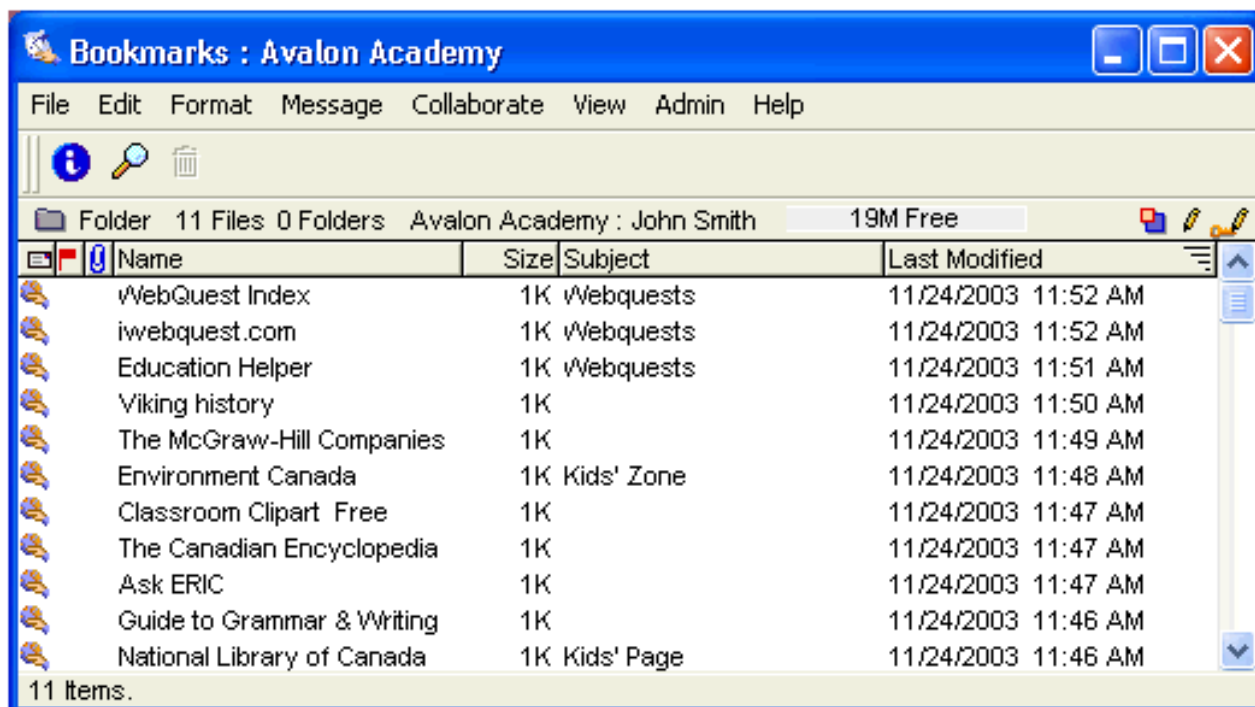 Bookmarks : Avalon Academy
File Edit Format Message Collaborate View Admin Help
Folder 11 Files 0 Folders Avalon Academy : John Smith 19M Free
Name Size Subject Last Modified
WebQuest Index 1K Webquests 11/24/2003 11:52 AM
iwebquest.com 1K Webquests 11/24/2003 11:52 AM
Education Helper 1K Webquests 11/24/2003 11:51 AM
Viking history 1K 11/24/2003 11:50 AM
The McGraw-Hill Companies 1K 11/24/2003 11:49 AM
Environment Canada 1K Kids' Zone 11/24/2003 11:48 AM
Classroom Clipart Free 1K 11/24/2003 11:47 AM
The Canadian Encyclopedia 1K 11/24/2003 11:47 AM
Ask ERIC 1K 11/24/2003 11:47 AM
Guide to Grammar & Writing 1K 11/24/2003 11:46 AM
National Library of Canada 1K Kids' Page 11/24/2003 11:46 AM
11 Items.